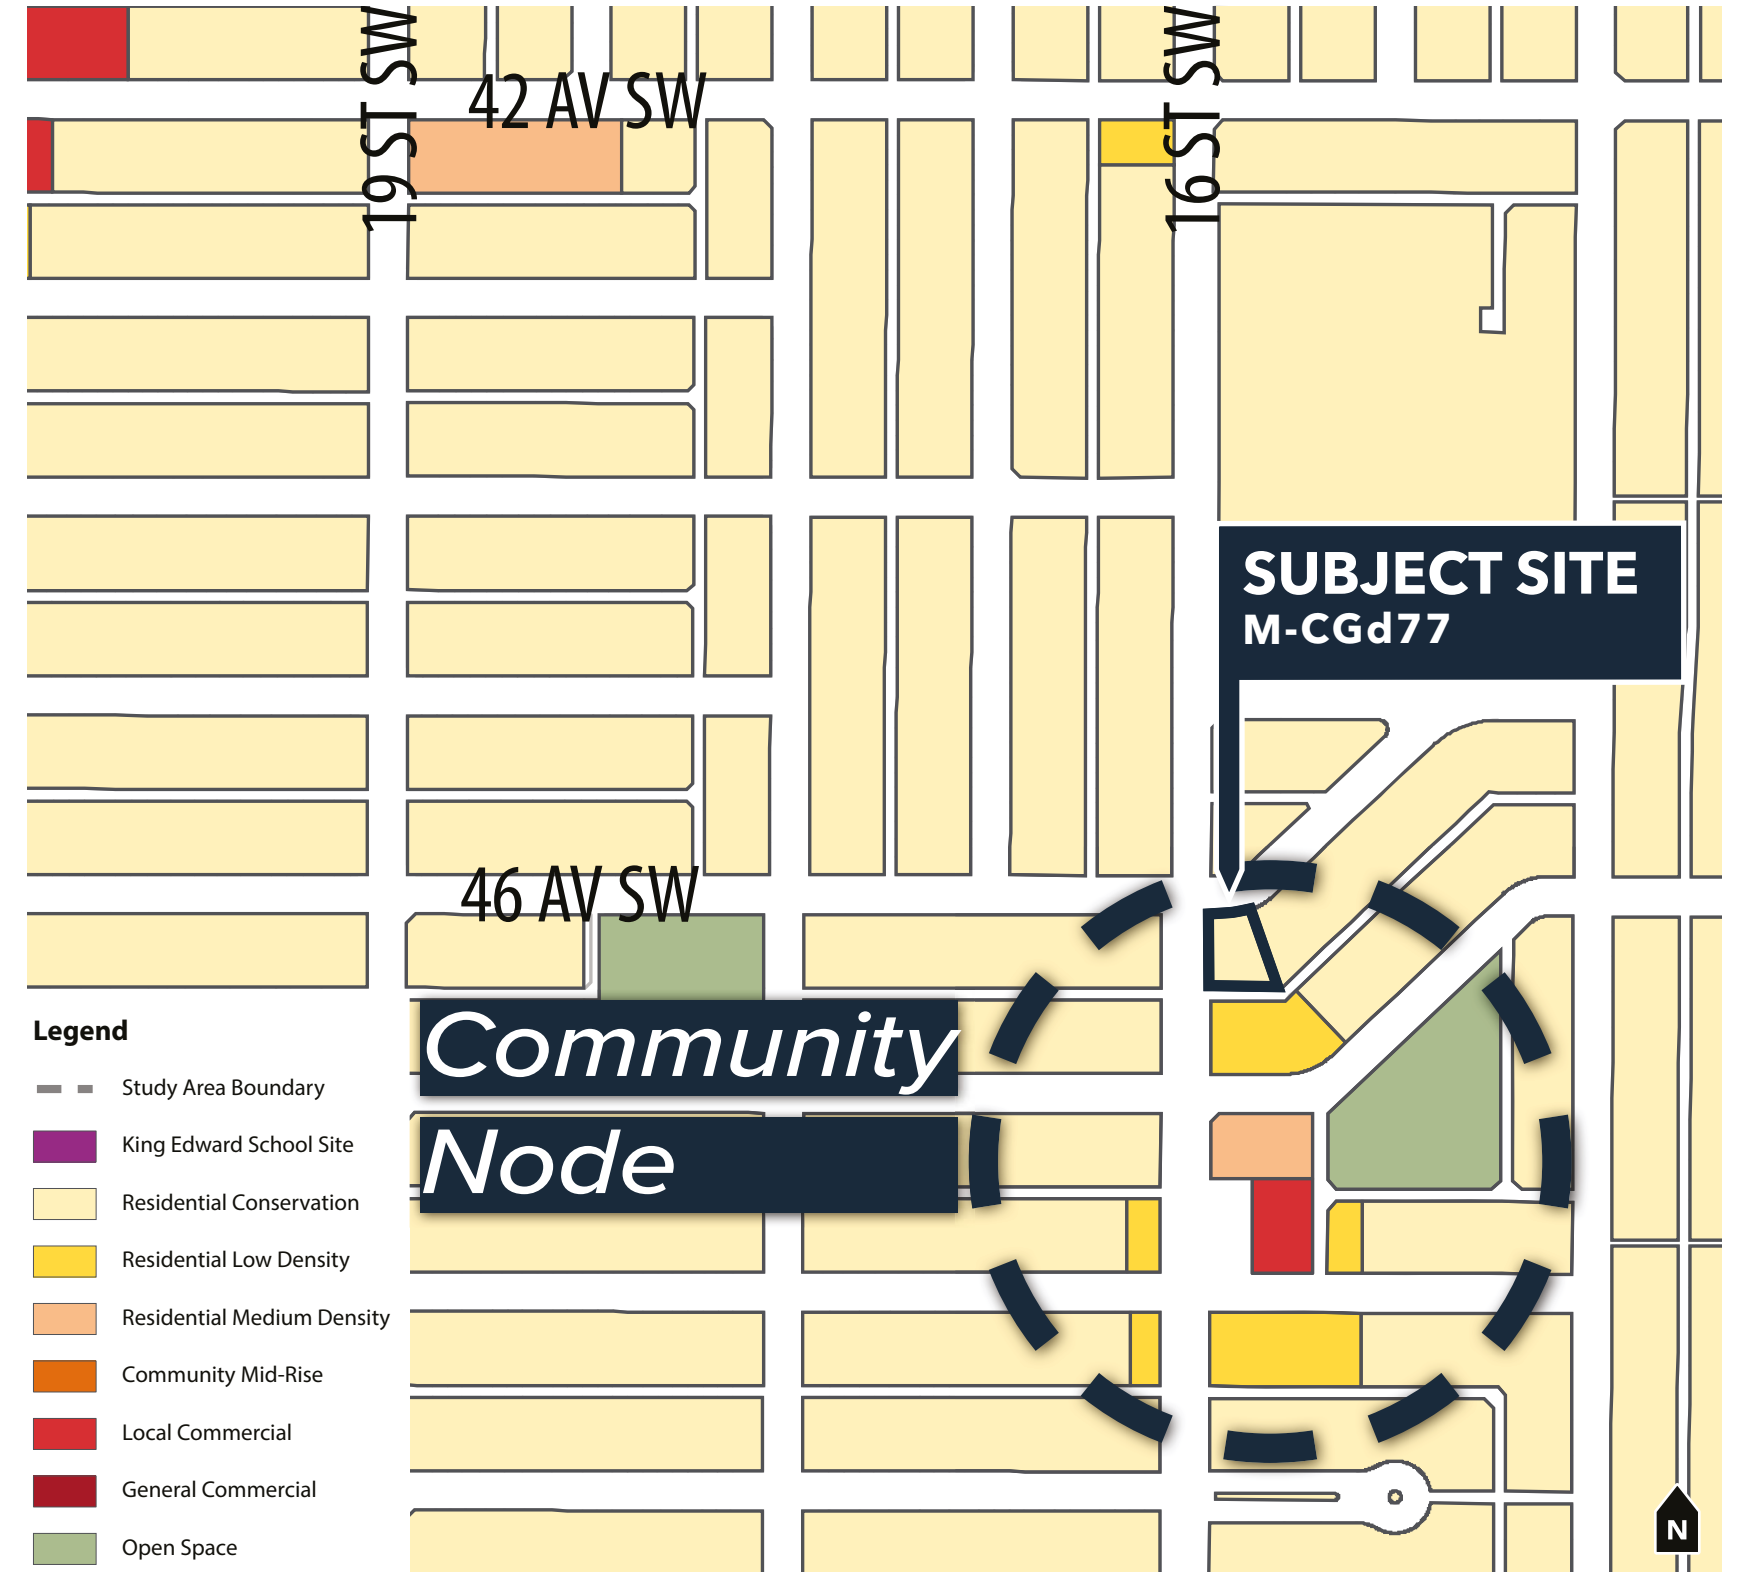 19 ST SW
16 ST SW
42 AV SW
SUBJECT SITE
M-CGd77
46 AV SW
Community
Node
Legend
Study Area Boundary
King Edward School Site
Residential Conservation
Residential Low Density
Residential Medium Density
Community Mid-Rise
Local Commercial
General Commercial
Open Space
N